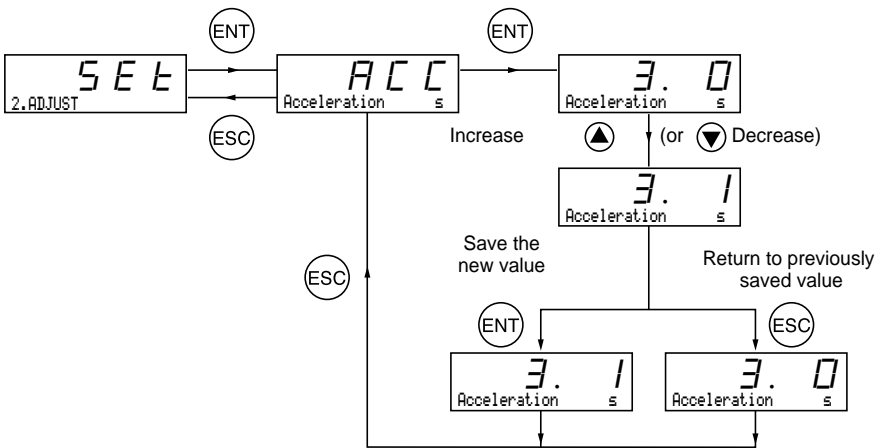 ENT
ENT
SEt
2.ADJUST
ACC
Acceleration s
3. 0
Acceleration s
ESC
Increase
(or
Decrease)
3. 1
Acceleration s
Save the
new value
Return to previously
saved value
ESC
ENT
ESC
3. 1
Acceleration s
3. 0
Acceleration s